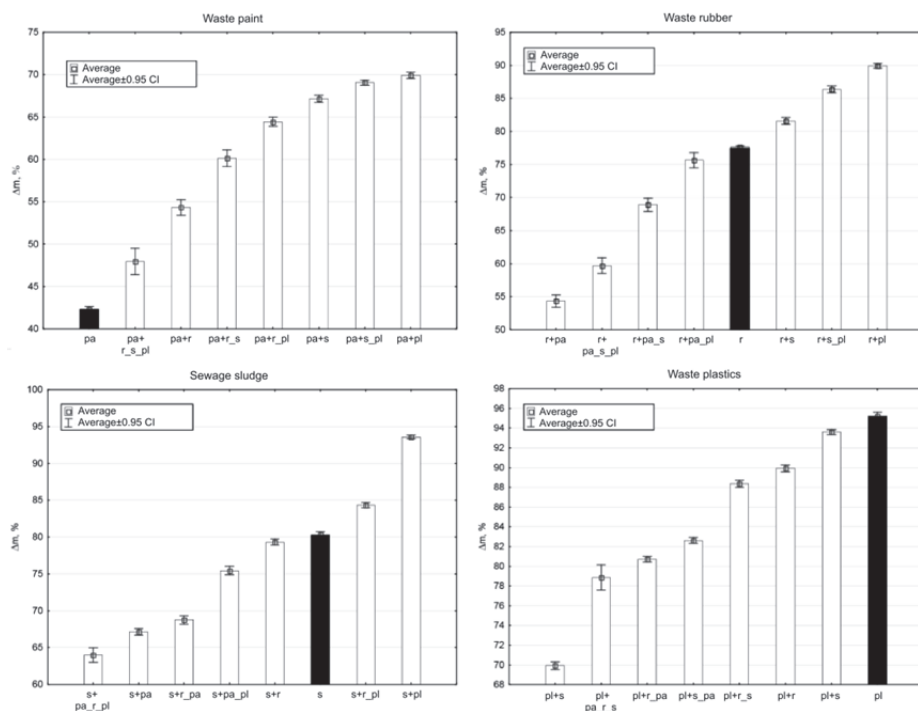 Waste paint
75
70
65
60
55
50
45
40
Δm, %
Average
Average±0.95 CI
pa
pa+
r_s_pl
pa+r
pa+r_s
pa+r_pl
pa+s
pa+s_pl
pa+pl
Waste rubber
95
90
85
80
75
70
65
60
55
50
Δm, %
Average
Average±0.95 CI
r+pa
r+
pa_s_pl
r+pa_s
r+pa_pl
r
r+s
r+s_pl
r+pl
Sewage sludge
100
95
90
85
80
75
70
65
60
Δm, %
Average
Average±0.95 CI
s+
pa_r_pl
s+pa
s+r_pa
s+pa_pl
s+r
s
s+r_pl
s+pl
Waste plastics
98
96
94
92
90
88
86
84
82
80
78
76
74
72
70
68
Δm, %
Average
Average±0.95 CI
pl+s
pl+
pa_r_s
pl+r_pa
pl+s_pa
pl+r_s
pl+r
pl+s
pl